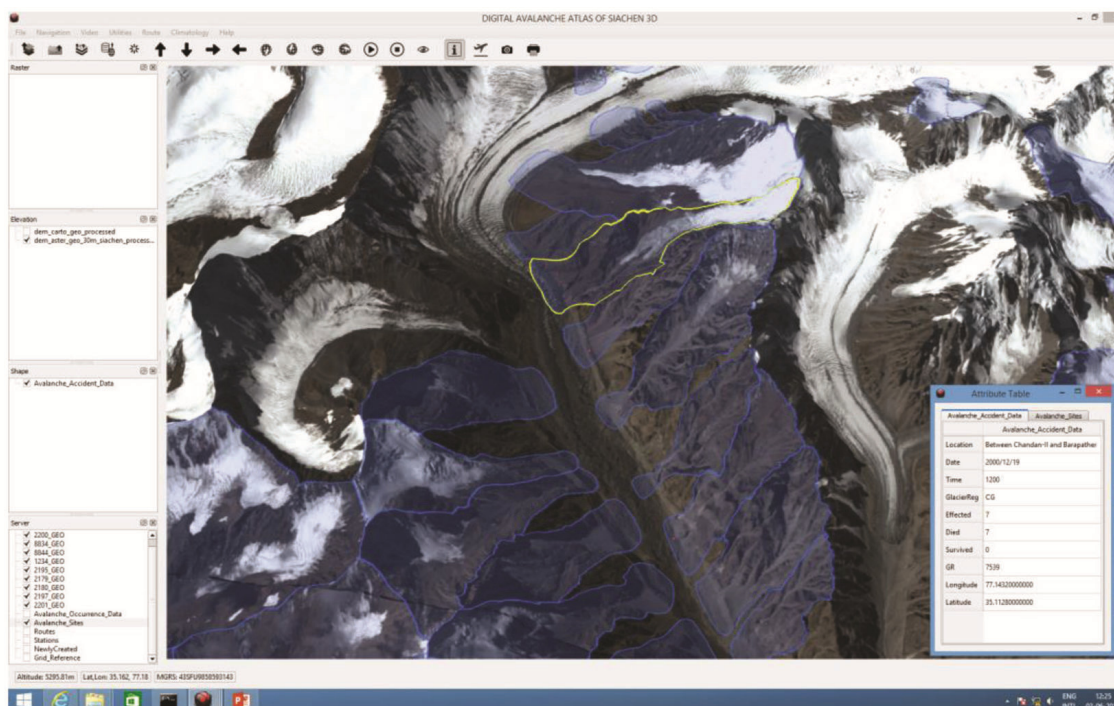 DIGITAL AVALANCHE ATLAS OF SIACHEN 3D
File Navigation Video Utilities Route Climatology Help
Raster
Elevation
dem_carto_geo_processed
dem_aster_geo_30m_siachen_process...
Shape
Avalanche_Accident_Data
Server
2200_GEO
8834_GEO
8844_GEO
1234_GEO
2195_GEO
2179_GEO
2180_GEO
2197_GEO
2201_GEO
Avalanche_Occurrence_Data
Avalanche_Sites
Routes
Stations
NewlyCreated
Grid_Reference
Attribute Table
Avalanche_Accident_Data Avalanche_Sites
Avalanche_Accident_Data
Location Between Chandan-II and Barapather
Date 2000/12/19
Time 1200
GlacierReg CG
Effected 7
Died 7
Survived 0
GR 7539
Longitude 77.14320000000
Latitude 35.11280000000
Altitude: 5295.81m Lat,Lon: 35.162, 77.18 MGRS: 43SFU9858593143
ENG 12:25